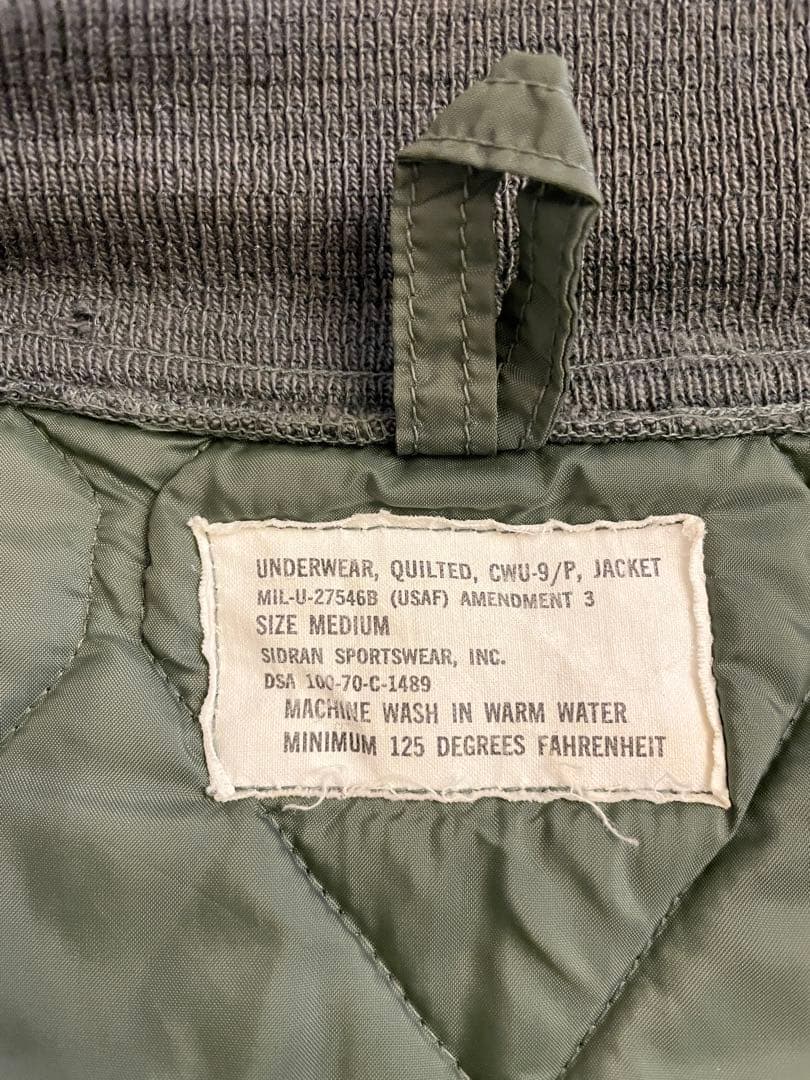 UNDERWEAR, QUILTED, CWU-9/P, JACKET
MIL-U-27546B (USAF) AMENDMENT 3
SIZE MEDIUM
SIDRAN SPORTSWEAR, INC.
DSA 100-70-C-1489
MACHINE WASH IN WARM WATER
MINIMUM 125 DEGREES FAHRENHEIT